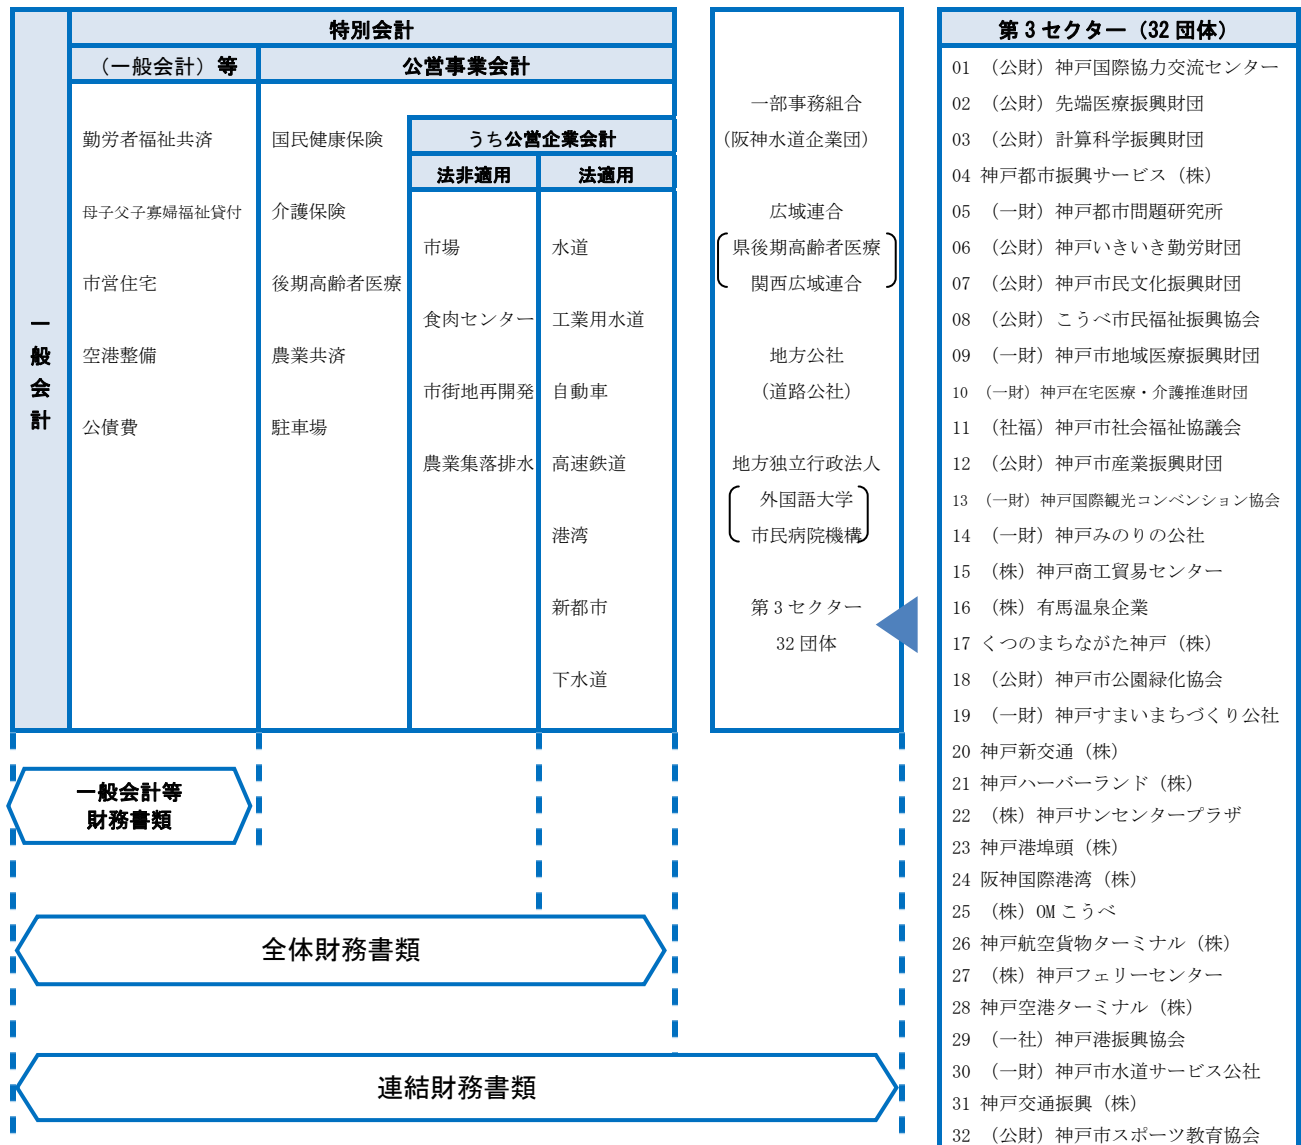 一般会計
特別会計
（一般会計）等
勤労者福祉共済
母子父子寡婦福祉貸付
市営住宅
空港整備
公債費
公営事業会計
国民健康保険
介護保険
後期高齢者医療
農業共済
駐車場
うち公営企業会計
法非適用
市場
食肉センター
市街地再開発
農業集落排水
法適用
水道
工業用水道
自動車
高速鉄道
港湾
新都市
下水道
一部事務組合
（阪神水道企業団）
広域連合
県後期高齢者医療
関西広域連合
地方公社
（道路公社）
地方独立行政法人
外国語大学
市民病院機構
第3セクター
32団体
一般会計等
財務書類
全体財務書類
連結財務書類
第3セクター（32団体）
01 （公財）神戸国際協力交流センター
02 （公財）先端医療振興財団
03 （公財）計算科学振興財団
04 神戸都市振興サービス（株）
05 （一財）神戸都市問題研究所
06 （公財）神戸いきいき勤労財団
07 （公財）神戸市民文化振興財団
08 （公財）こうべ市民福祉振興協会
09 （一財）神戸市地域医療振興財団
10 （一財）神戸在宅医療・介護推進財団
11 （社福）神戸市社会福祉協議会
12 （公財）神戸市産業振興財団
13 （一財）神戸国際観光コンベンション協会
14 （一財）神戸みのりの公社
15 （株）神戸商工貿易センター
16 （株）有馬温泉企業
17 くつのまちながた神戸（株）
18 （公財）神戸市公園緑化協会
19 （一財）神戸すまいまちづくり公社
20 神戸新交通（株）
21 神戸ハーバーランド（株）
22 （株）神戸サンセンタープラザ
23 神戸港埠頭（株）
24 阪神国際港湾（株）
25 （株）OMこうべ
26 神戸航空貨物ターミナル（株）
27 （株）神戸フェリーセンター
28 神戸空港ターミナル（株）
29 （一社）神戸港振興協会
30 （一財）神戸市水道サービス公社
31 神戸交通振興（株）
32 （公財）神戸市スポーツ教育協会